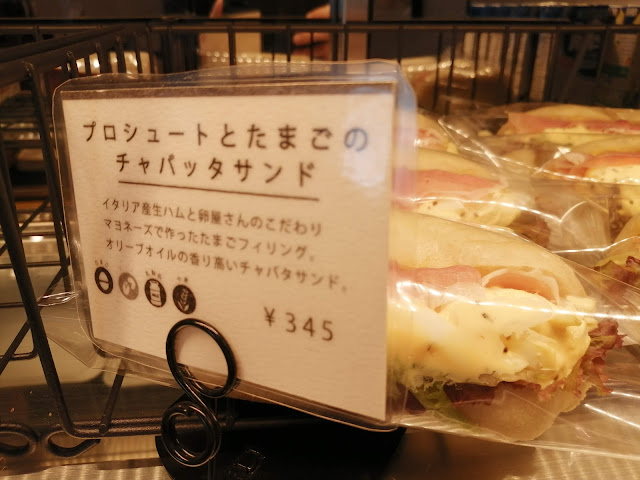 プロシュートとたまごの
チャバッタサンド
イタリア産生ハムと卵屋さんのこだわり
マヨネーズで作ったたまごフィリング。
オリーブオイルの香り高いチャバタサンド。
¥345